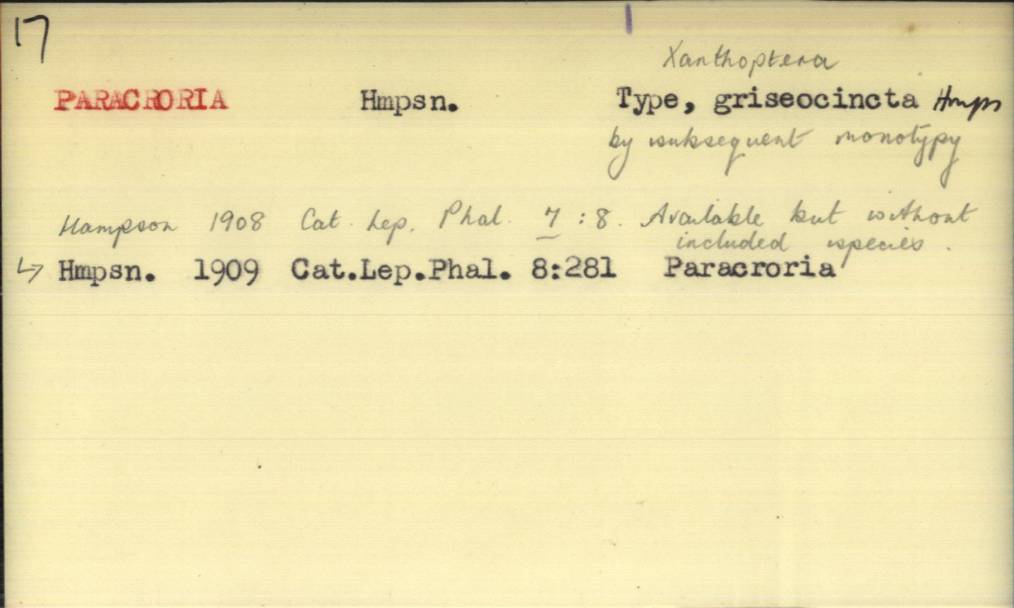 17
Xanthoptera
PARACRORIA Hmpsn. Type, griseocincta Hmps
by subsequent monotypy
Hampson 1908 Cat. Lep. Phal. 7 : 8. Available but without
included species.
↳ Hmpsn. 1909 Cat.Lep.Phal. 8:281 Paracroria